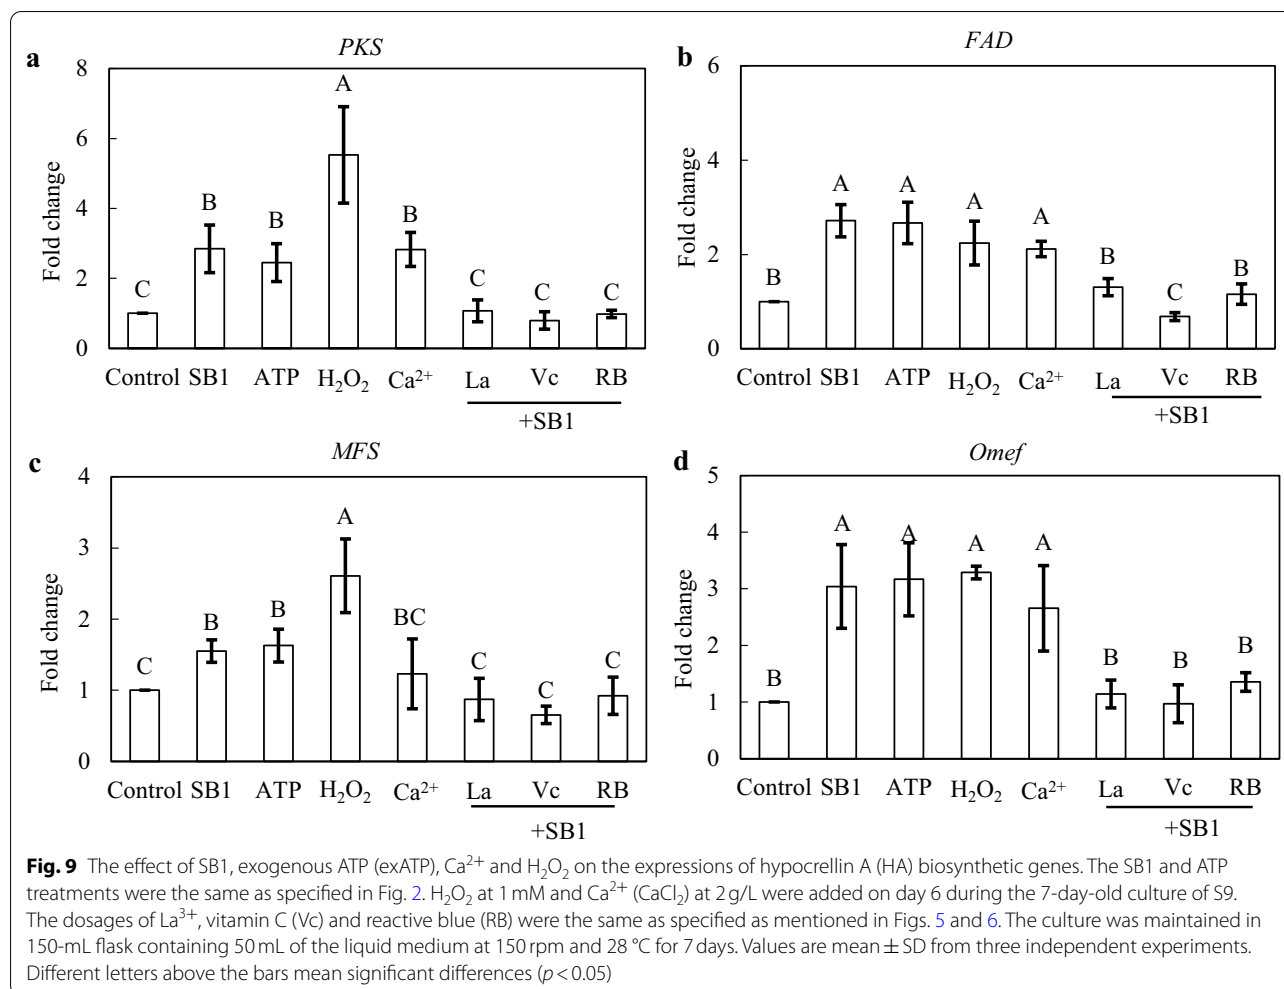 a
PKS
Fold change
8
6
4
2
0
C
B
B
A
B
C
C
C
Control SB1 ATP H₂O₂ Ca²⁺ La Vc RB
+SB1
b
FAD
Fold change
6
4
2
0
B
A
A
A
A
B
C
B
Control SB1 ATP H₂O₂ Ca²⁺ La Vc RB
+SB1
c
MFS
Fold change
4
3
2
1
0
C
B
B
A
BC
C
C
C
Control SB1 ATP H₂O₂ Ca²⁺ La Vc RB
+SB1
d
Omef
Fold change
5
4
3
2
1
0
B
A
A
A
A
B
B
B
Control SB1 ATP H₂O₂ Ca²⁺ La Vc RB
+SB1
Fig. 9 The effect of SB1, exogenous ATP (exATP), Ca²⁺ and H₂O₂ on the expressions of hypocrellin A (HA) biosynthetic genes. The SB1 and ATP
treatments were the same as specified in Fig. 2. H₂O₂ at 1 mM and Ca²⁺ (CaCl₂) at 2 g/L were added on day 6 during the 7-day-old culture of S9.
The dosages of La³⁺, vitamin C (Vc) and reactive blue (RB) were the same as specified as mentioned in Figs. 5 and 6. The culture was maintained in
150-mL flask containing 50 mL of the liquid medium at 150 rpm and 28 °C for 7 days. Values are mean ± SD from three independent experiments.
Different letters above the bars mean significant differences (p < 0.05)